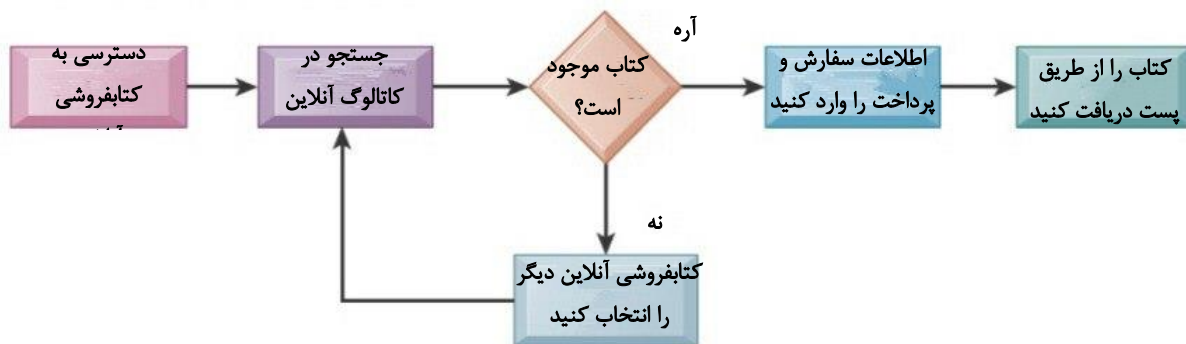 دسترسی به
کتابفروشی
جستجو در
کاتالوگ آنلاین
کتاب موجود
است؟
آره
اطلاعات سفارش و
پرداخت را وارد کنید
کتاب را از طریق
پست دریافت کنید
نه
کتابفروشی آنلاین دیگر
را انتخاب کنید